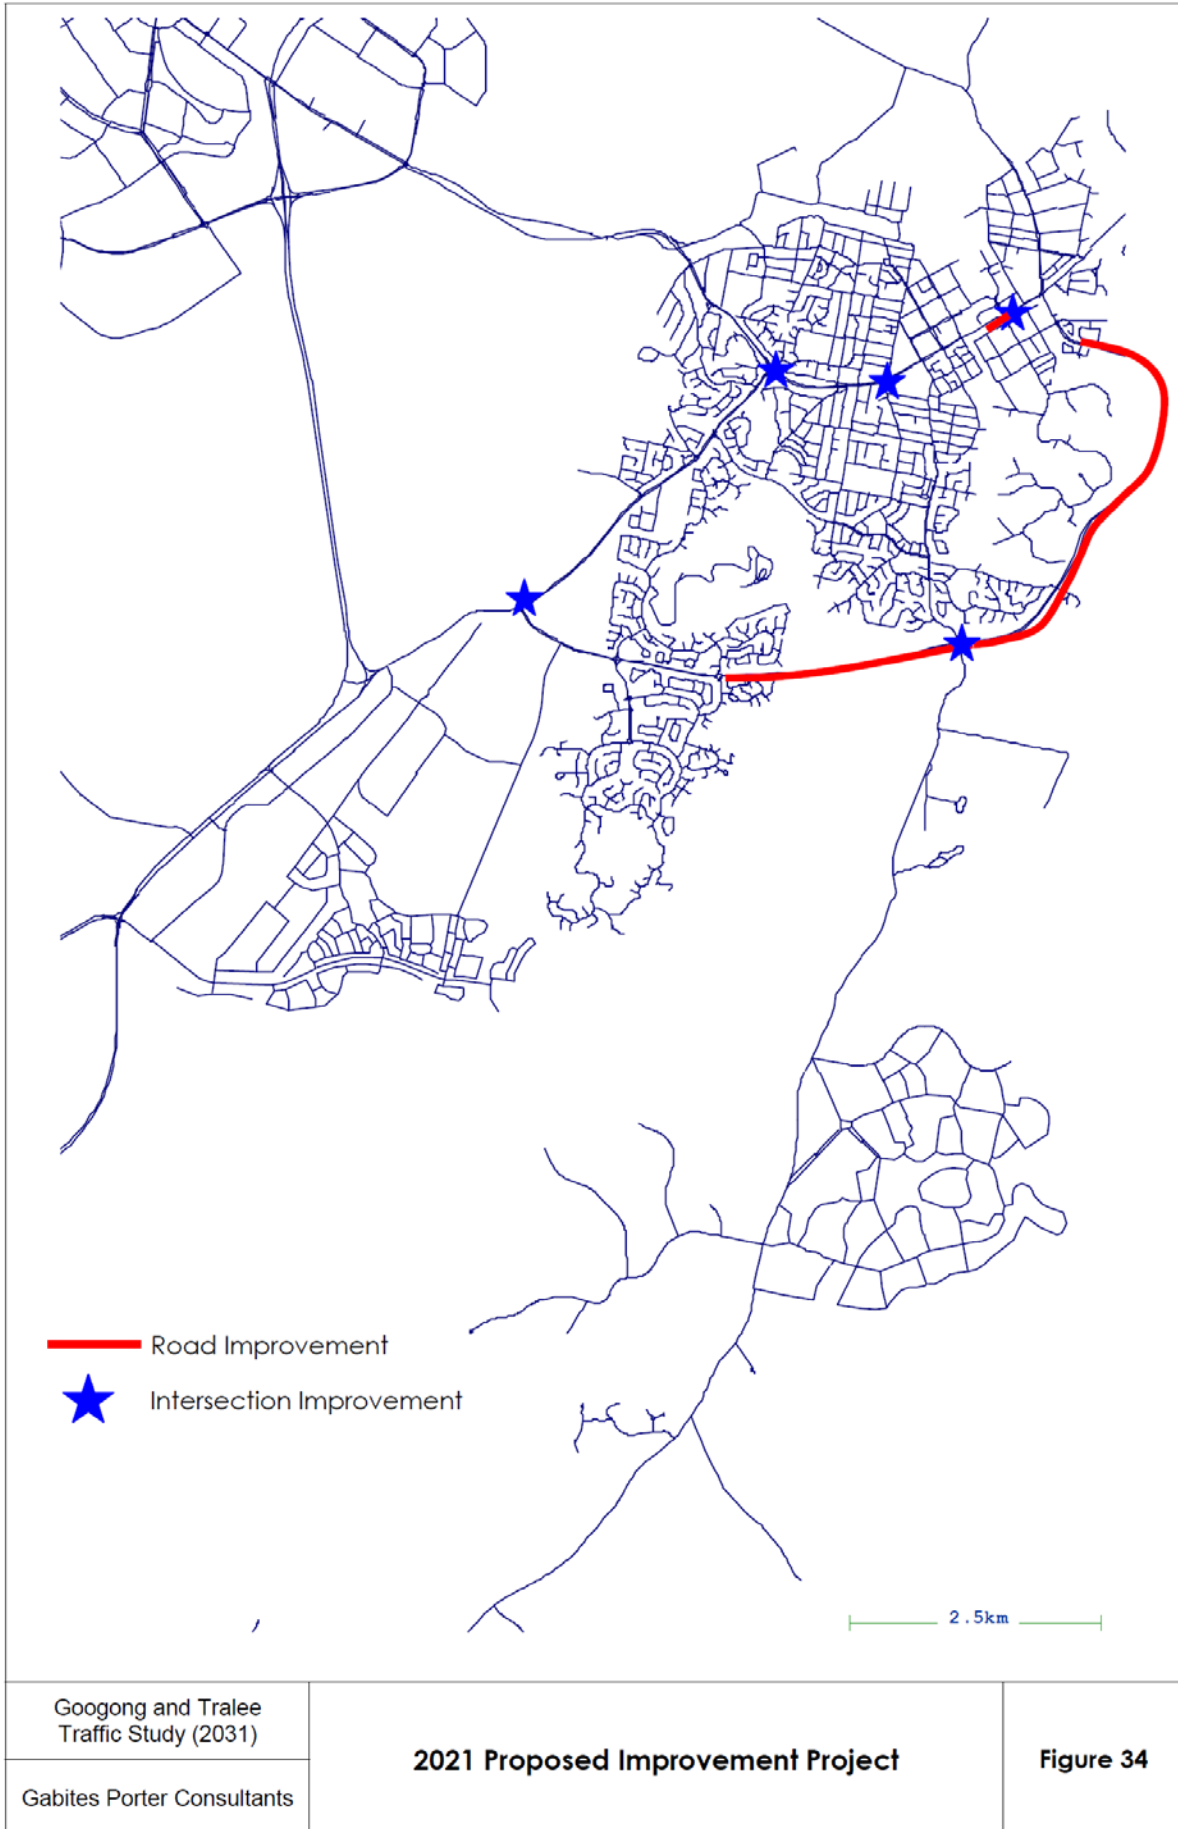 Road Improvement
Intersection Improvement
2.5km
Googong and Tralee
Traffic Study (2031)
Gabites Porter Consultants
2021 Proposed Improvement Project
Figure 34